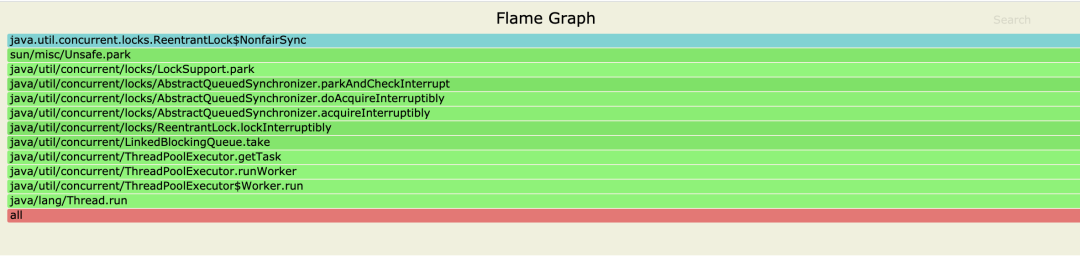 Flame Graph
Search
java.util.concurrent.locks.ReentrantLock$NonfairSync
sun/misc/Unsafe.park
java/util/concurrent/locks/LockSupport.park
java/util/concurrent/locks/AbstractQueuedSynchronizer.parkAndCheckInterrupt
java/util/concurrent/locks/AbstractQueuedSynchronizer.doAcquireInterruptibly
java/util/concurrent/locks/AbstractQueuedSynchronizer.acquireInterruptibly
java/util/concurrent/locks/ReentrantLock.lockInterruptibly
java/util/concurrent/LinkedBlockingQueue.take
java/util/concurrent/ThreadPoolExecutor.getTask
java/util/concurrent/ThreadPoolExecutor.runWorker
java/util/concurrent/ThreadPoolExecutor$Worker.run
java/lang/Thread.run
all